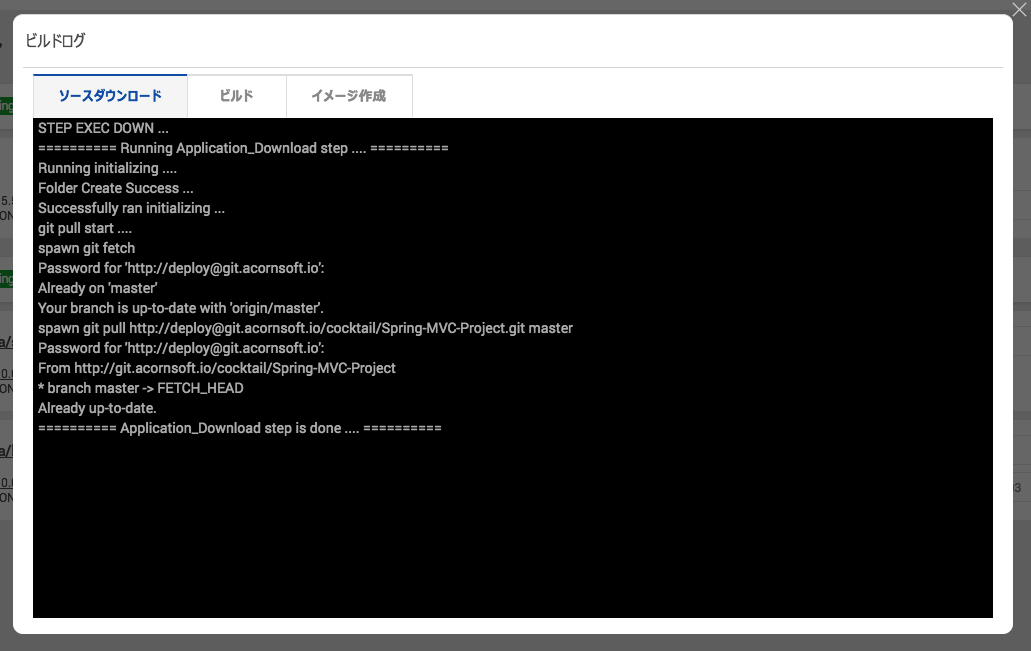 ビルドログ
ソースダウンロード ビルド イメージ作成
STEP EXEC DOWN ...
========== Running Application_Download step .... ==========
Running initializing ....
Folder Create Success ...
Successfully ran initializing ...
git pull start ....
spawn git fetch
Password for 'http://deploy@git.acornsoft.io':
Already on 'master'
Your branch is up-to-date with 'origin/master'.
spawn git pull http://deploy@git.acornsoft.io/cocktail/Spring-MVC-Project.git master
Password for 'http://deploy@git.acornsoft.io':
From http://git.acornsoft.io/cocktail/Spring-MVC-Project
* branch master -> FETCH_HEAD
Already up-to-date.
========== Application_Download step is done .... ==========